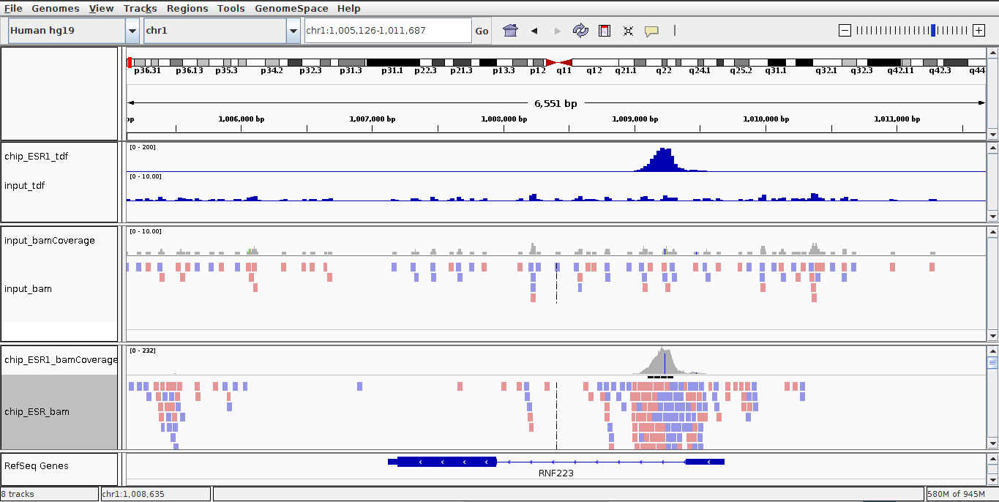 File Genomes View Tracks Regions Tools GenomeSpace Help
Human hg19 chr1 chr1:1,005,126-1,011,687 Go
p36.31 p36.13 p35.3 p34.2 p32.3 p31.3 p31.1 p22.3 p21.3 p13.3 p12 q11 q12 q21.1 q22 q24.1 q25.2 q31.1 q32.1 q32.3 q42.11 q42.3 q44
6,551 bp
bp 1,006,000 bp 1,007,000 bp 1,008,000 bp 1,009,000 bp 1,010,000 bp 1,011,000 bp
[0 - 200]
chip_ESR1_tdf
[0 - 10.00]
input_tdf
[0 - 10.00]
input_bamCoverage
input_bam
[0 - 232]
chip_ESR1_bamCoverage
chip_ESR_bam
RefSeq Genes
RNF223
8 tracks chr1:1,008,635 580M of 945M